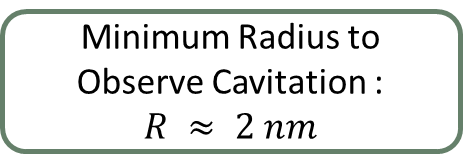 Minimum Radius to
Observe Cavitation :
R ≈ 2 nm